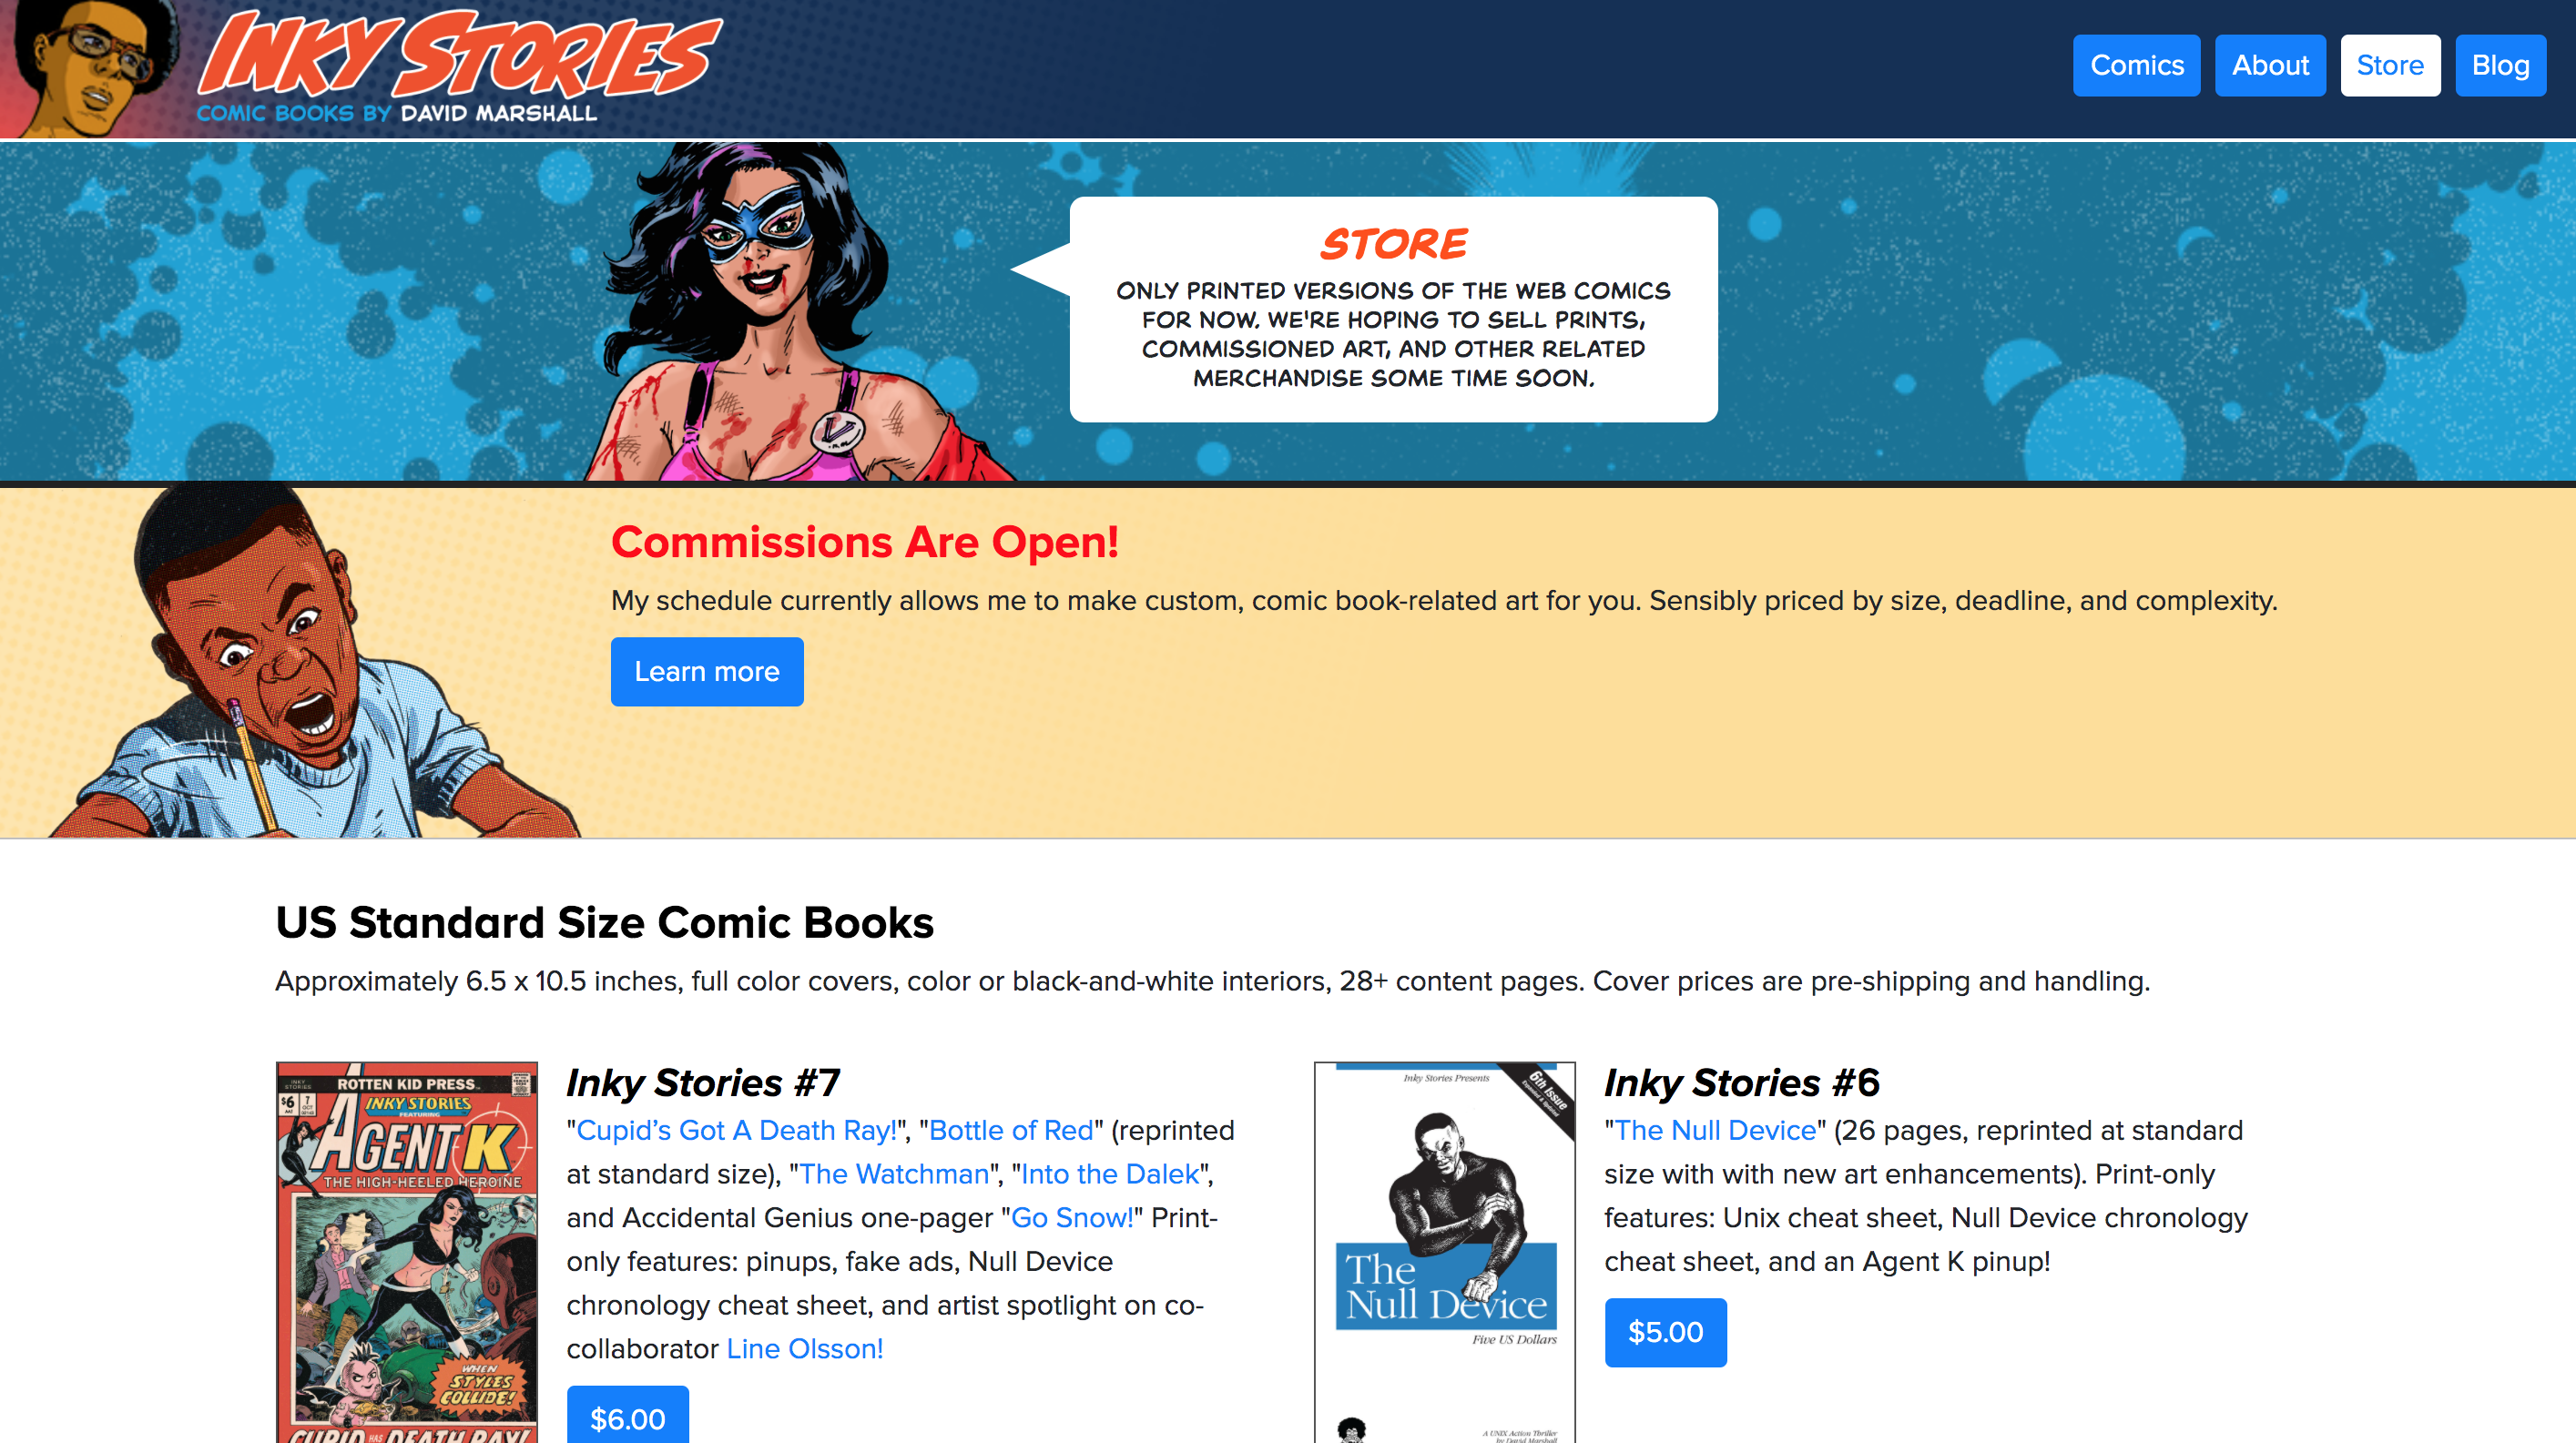 INKY STORIES
COMIC BOOKS BY DAVID MARSHALL
Comics
About
Store
Blog
STORE
ONLY PRINTED VERSIONS OF THE WEB COMICS
FOR NOW. WE'RE HOPING TO SELL PRINTS,
COMMISSIONED ART, AND OTHER RELATED
MERCHANDISE SOME TIME SOON.
Commissions Are Open!
My schedule currently allows me to make custom, comic book-related art for you. Sensibly priced by size, deadline, and complexity.
Learn more
US Standard Size Comic Books
Approximately 6.5 x 10.5 inches, full color covers, color or black-and-white interiors, 28+ content pages. Cover prices are pre-shipping and handling.
INKY
STORIES
ROTTEN KID PRESS
$6
7
OCT
INKY STORIES
FEATURING
AGENT K
THE HIGH-HEELED HEROINE
WHEN
STYLES
COLLIDE!
CUPID HAS DEATH RAY!
Inky Stories #7
"Cupid’s Got A Death Ray!", "Bottle of Red" (reprinted
at standard size), "The Watchman", "Into the Dalek",
and Accidental Genius one-pager "Go Snow!" Print-
only features: pinups, fake ads, Null Device
chronology cheat sheet, and artist spotlight on co-
collaborator Line Olsson!
$6.00
Inky Stories Presents
6th Issue
The
Null Device
Five US Dollars
A UNIX Action Thriller
by David Marshall
Inky Stories #6
"The Null Device" (26 pages, reprinted at standard
size with with new art enhancements). Print-only
features: Unix cheat sheet, Null Device chronology
cheat sheet, and an Agent K pinup!
$5.00